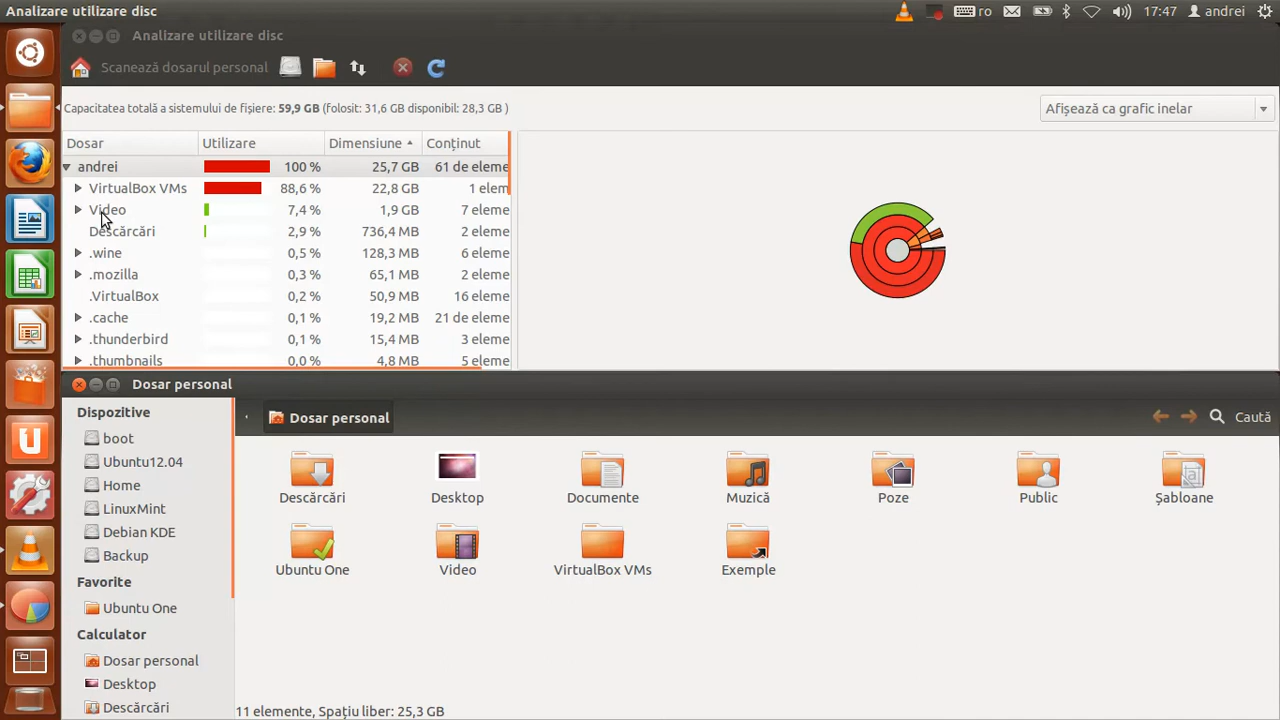 Analizare utilizare disc
ro
17:47
andrei
Analizare utilizare disc
Scanează dosarul personal
Capacitatea totală a sistemului de fișiere: 59,9 GB (folosit: 31,6 GB disponibil: 28,3 GB )
Afișează ca grafic inelar
Dosar Utilizare Dimensiune Conținut
andrei 100 % 25,7 GB 61 de eleme
VirtualBox VMs 88,6 % 22,8 GB 1 elem
Video 7,4 % 1,9 GB 7 eleme
Descărcări 2,9 % 736,4 MB 2 eleme
.wine 0,5 % 128,3 MB 6 eleme
.mozilla 0,3 % 65,1 MB 5 eleme
.VirtualBox 0,2 % 50,9 MB 16 eleme
.cache 0,1 % 19,2 MB 21 de eleme
.thunderbird 0,1 % 15,4 MB 3 eleme
.thumbnails 0,0 % 4,8 MB 5 eleme
Dosar personal
Dispozitive
boot
Ubuntu12.04
Home
LinuxMint
Debian KDE
Backup
Favorite
Ubuntu One
Calculator
Dosar personal
Desktop
Descărcări
Dosar personal
Caută
Descărcări Desktop Documente Muzică Poze Public Șabloane
Ubuntu One Video VirtualBox VMs Exemple
11 elemente, Spațiu liber: 25,3 GB